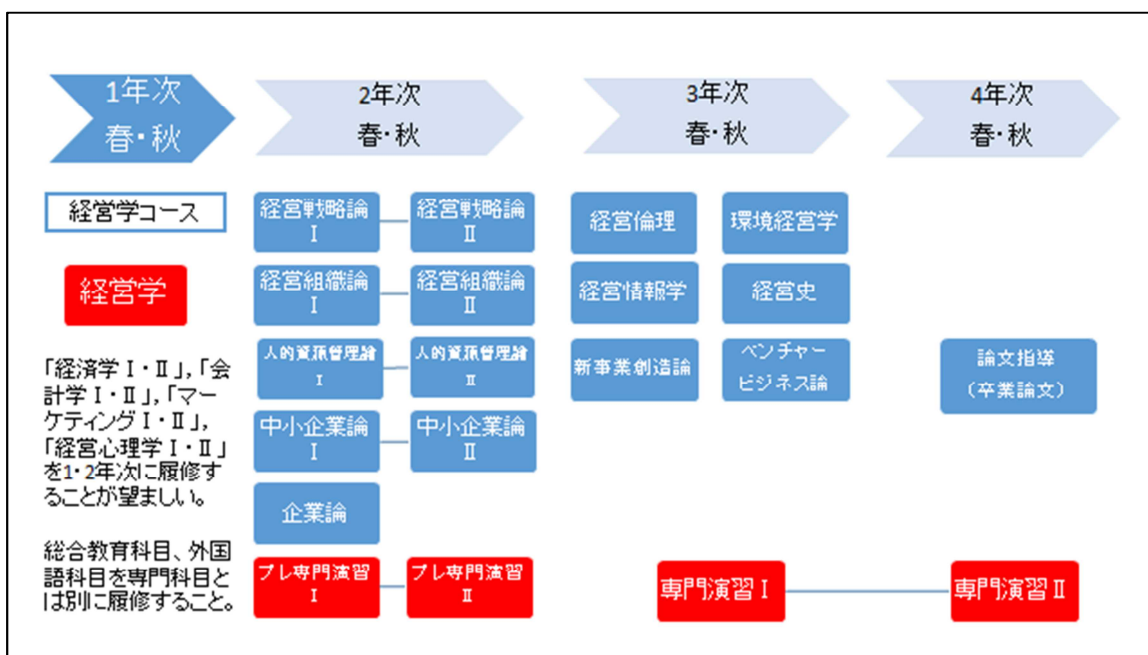 1年次
春・秋
2年次
春・秋
3年次
春・秋
4年次
春・秋
経営学コース
経営学
「経済学Ⅰ・Ⅱ」，「会
計学Ⅰ・Ⅱ」，「マー
ケティングⅠ・Ⅱ」，
「経営心理学Ⅰ・Ⅱ」
を1・2年次に履修す
ることが望ましい。
総合教育科目、外国
語科目を専門科目と
は別に履修すること。
経営戦略論
Ⅰ
経営戦略論
Ⅱ
経営組織論
Ⅰ
経営組織論
Ⅱ
人的資源管理論
Ⅰ
人的資源管理論
Ⅱ
中小企業論
Ⅰ
中小企業論
Ⅱ
企業論
プレ専門演習
Ⅰ
プレ専門演習
Ⅱ
経営倫理
環境経営学
経営情報学
経営史
新事業創造論
ベンチャー
ビジネス論
専門演習Ⅰ
論文指導
（卒業論文）
専門演習Ⅱ